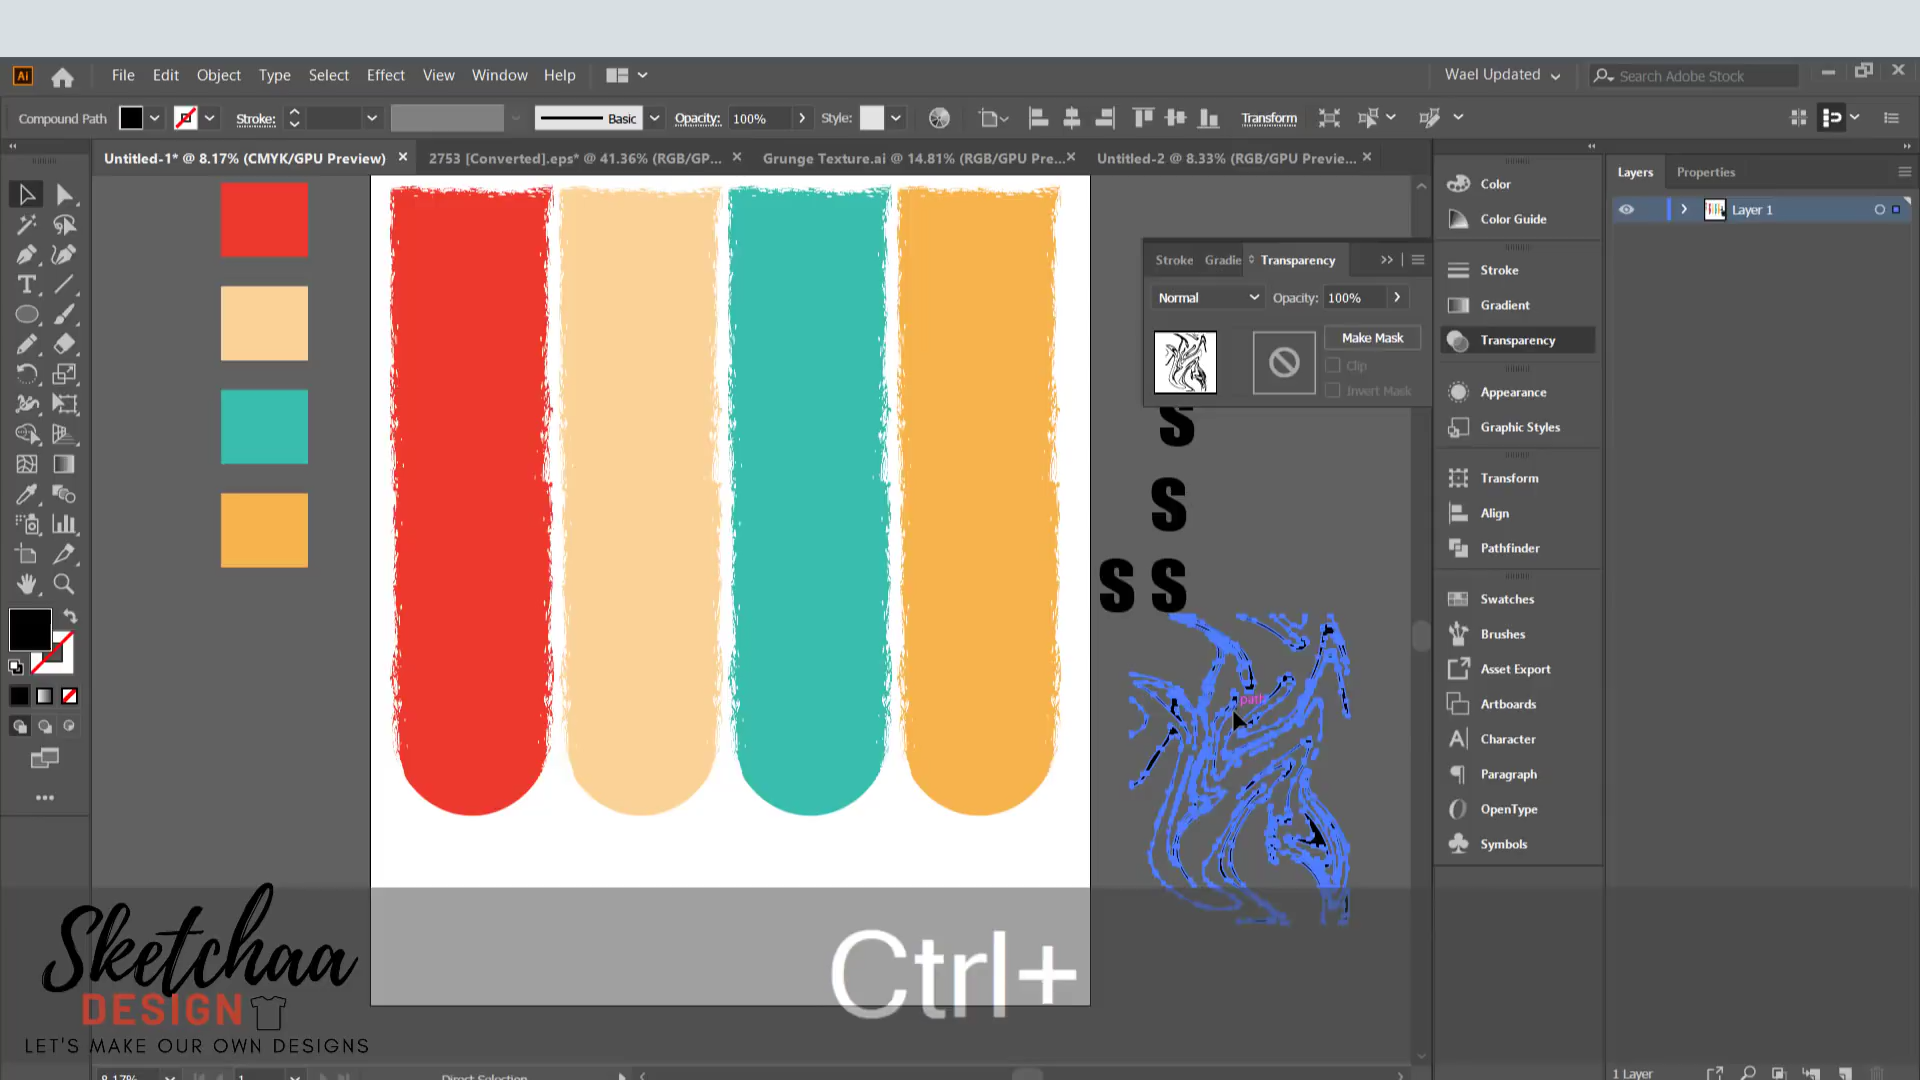 Ai File Edit Object Type Select Effect View Window Help Wael Updated Search Adobe Stock
Compound Path Stroke: Basic Opacity: 100% Style: Transform
Untitled-1* @ 8.17% (CMYK/GPU Preview) × 2753 [Converted].eps* @ 41.36% (RGB/GP... × Grunge Texture.ai @ 14.81% (RGB/GPU Pre... × Untitled-2 @ 8.33% (RGB/GPU Previe... ×
Layers Properties
Layer 1
Color
Color Guide
Stroke Gradie Transparency
Normal Opacity: 100%
Make Mask
Clip
Invert Mask
Stroke
Gradient
Transparency
Appearance
Graphic Styles
Transform
Align
Pathfinder
Swatches
Brushes
Asset Export
Artboards
Character
Paragraph
OpenType
Symbols
S
S
S S
path
Ctrl+
Sketchaa
DESIGN
LET'S MAKE OUR OWN DESIGNS
8.17% 1 Direct Selection
1 Layer